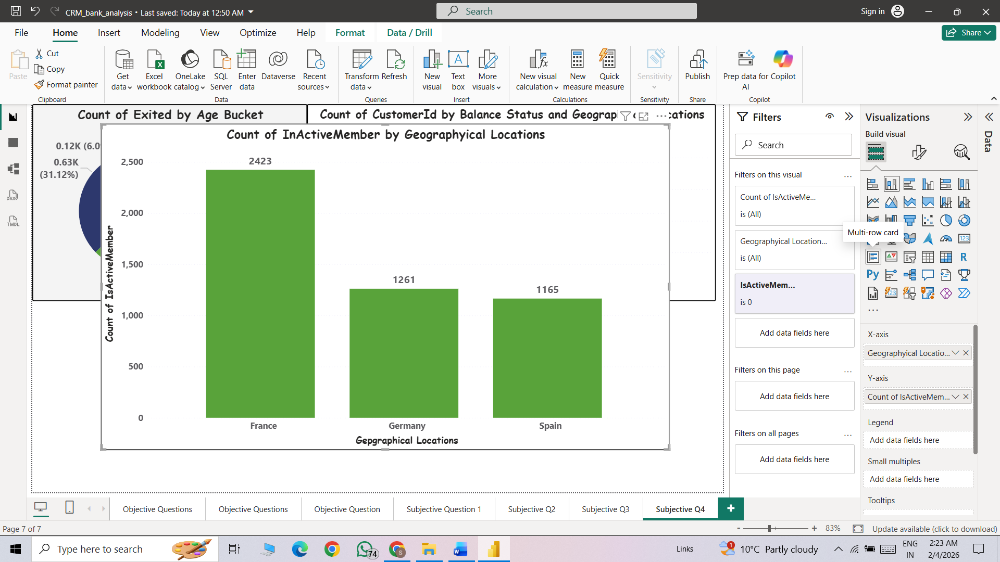 CRM_bank_analysis • Last saved: Today at 12:50 AM
Search
Sign in
File
Home
Insert
Modeling
View
Optimize
Help
Format
Data / Drill
Share
Paste
Cut
Copy
Format painter
Clipboard
Get data
Excel workbook
OneLake catalog
SQL Server
Enter data
Dataverse
Recent sources
Data
Transform data
Refresh
Queries
New visual
Text box
More visuals
Insert
New visual calculation
New measure
Quick measure
Calculations
Sensitivity
Sensitivity
Publish
Share
Prep data for AI
Copilot
Copilot
Count of Exited by Age Bucket
Count of CustomerId by Balance Status and Geograp
cations
0.12K (6.0
0.63K
(31.12%)
Count of InActiveMember by Geographyical Locations
Count of IsActiveMember
2,500
2,000
1,500
1,000
500
0
2423
1261
1165
France
Germany
Spain
Gepgraphical Locations
Filters
Search
Filters on this visual
Count of IsActiveMe...
is (All)
Geographyical Location...
is (All)
IsActiveMem...
is 0
Add data fields here
Filters on this page
Add data fields here
Filters on all pages
Add data fields here
Visualizations
Build visual
Multi-row card
X-axis
Geographyical Locatio...
Y-axis
Count of IsActiveMem...
Legend
Add data fields here
Small multiples
Add data fields here
Tooltips
Data
DAX
TMDL
Objective Questions
Objective Questions
Objective Question
Subjective Question 1
Subjective Q2
Subjective Q3
Subjective Q4
Page 7 of 7
83%
Update available (click to download)
Type here to search
74
Links
1
10°C Partly cloudy
ENG
IN
2:23 AM
2/4/2026